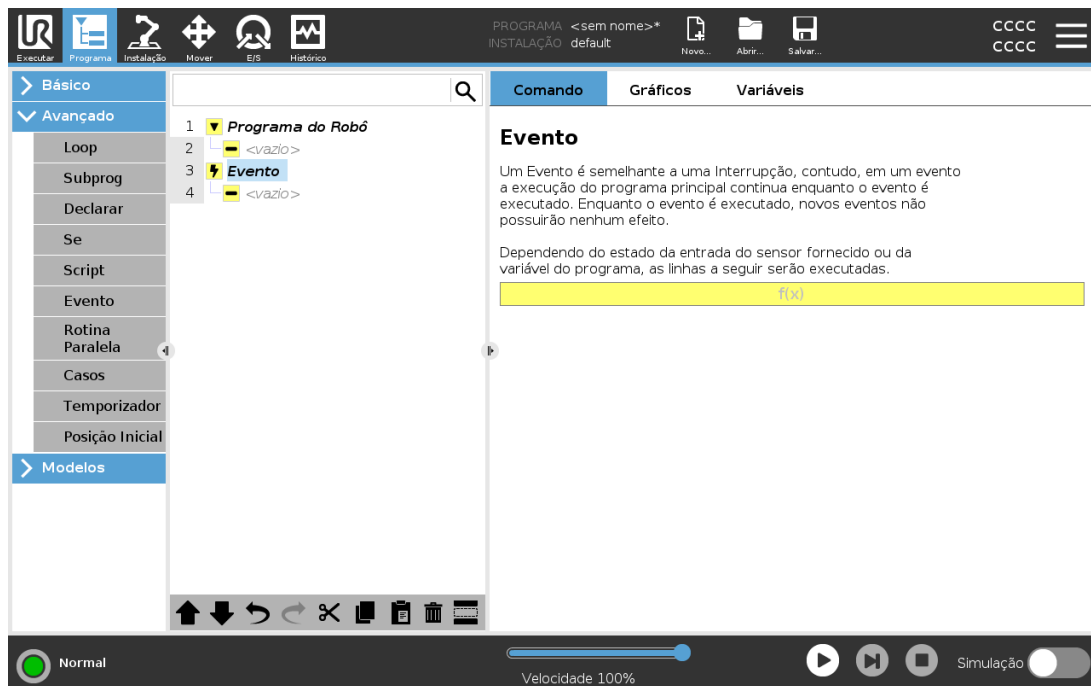 PROGRAMA <sem nome>*
INSTALAÇÃO default
CCCC
CCCC
Executar Programa Instalação Mover E/S Histórico
Novo... Abrir... Salvar...
Básico
Avançado
Loop
Subprog
Declarar
Se
Script
Evento
Rotina
Paralela
Casos
Temporizador
Posição Inicial
Modelos
1 Programa do Robô
2 <vazio>
3 Evento
4 <vazio>
Comando Gráficos Variáveis
Evento
Um Evento é semelhante a uma Interrupção, contudo, em um evento
a execução do programa principal continua enquanto o evento é
executado. Enquanto o evento é executado, novos eventos não
possuirão nenhum efeito.
Dependendo do estado da entrada do sensor fornecido ou da
variável do programa, as linhas a seguir serão executadas.
f(x)
Normal
Velocidade 100%
Simulação